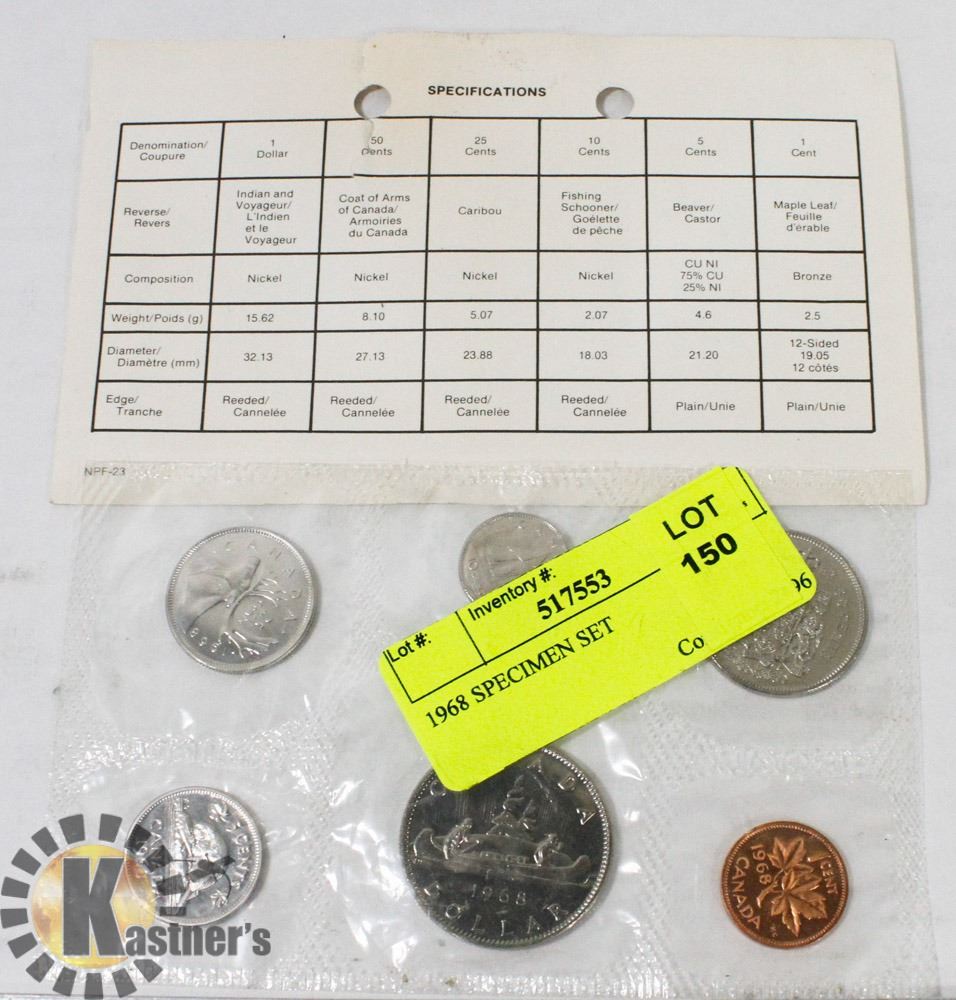 SPECIFICATIONS
Denomination/ Coupure 1 Dollar 50 Cents 25 Cents 10 Cents 5 Cents 1 Cent
Reverse/ Revers Indian and Voyageur/ L'Indien et le Voyageur Coat of Arms of Canada/ Armoiries du Canada Caribou Fishing Schooner/ Goélette de pêche Beaver/ Castor Maple Leaf/ Feuille d'érable
Composition Nickel Nickel Nickel Nickel CU NI 75% CU 25% NI Bronze
Weight/Poids (g) 15.62 8.10 5.07 2.07 4.6 2.5
Diameter/ Diamètre (mm) 32.13 27.13 23.88 18.03 21.20 12-Sided 19.05 12 côtés
Edge/ Tranche Reeded/ Cannelée Reeded/ Cannelée Reeded/ Cannelée Reeded/ Cannelée Plain/Unie Plain/Unie
NPF-23
LOT
150
Lot #:
Inventory #:
517553
1968 SPECIMEN SET
Co
96
1968
DOLLAR
1 CENT
1968
CANADA
5 CENTS
Kastner's